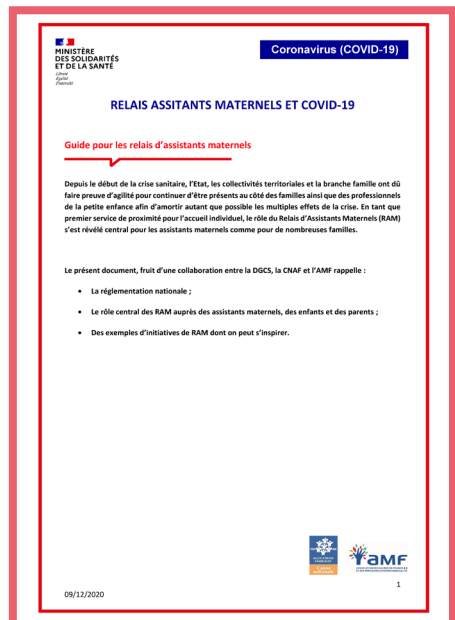 MINISTÈRE
DES SOLIDARITÉS
ET DE LA SANTÉ
Liberté
Égalité
Fraternité
Coronavirus (COVID-19)
RELAIS ASSITANTS MATERNELS ET COVID-19
Guide pour les relais d'assistants maternels
Depuis le début de la crise sanitaire, l'Etat, les collectivités territoriales et la branche famille ont dû
faire preuve d'agilité pour continuer d'être présents au côté des familles ainsi que des professionnels
de la petite enfance afin d'amortir autant que possible les multiples effets de la crise. En tant que
premier service de proximité pour l'accueil individuel, le rôle du Relais d'Assistants Maternels (RAM)
s'est révélé central pour les assistants maternels comme pour de nombreuses familles.
Le présent document, fruit d'une collaboration entre la DGCS, la CNAF et l'AMF rappelle :
• La réglementation nationale ;
• Le rôle central des RAM auprès des assistants maternels, des enfants et des parents ;
• Des exemples d'initiatives de RAM dont on peut s'inspirer.
AMF
1
09/12/2020